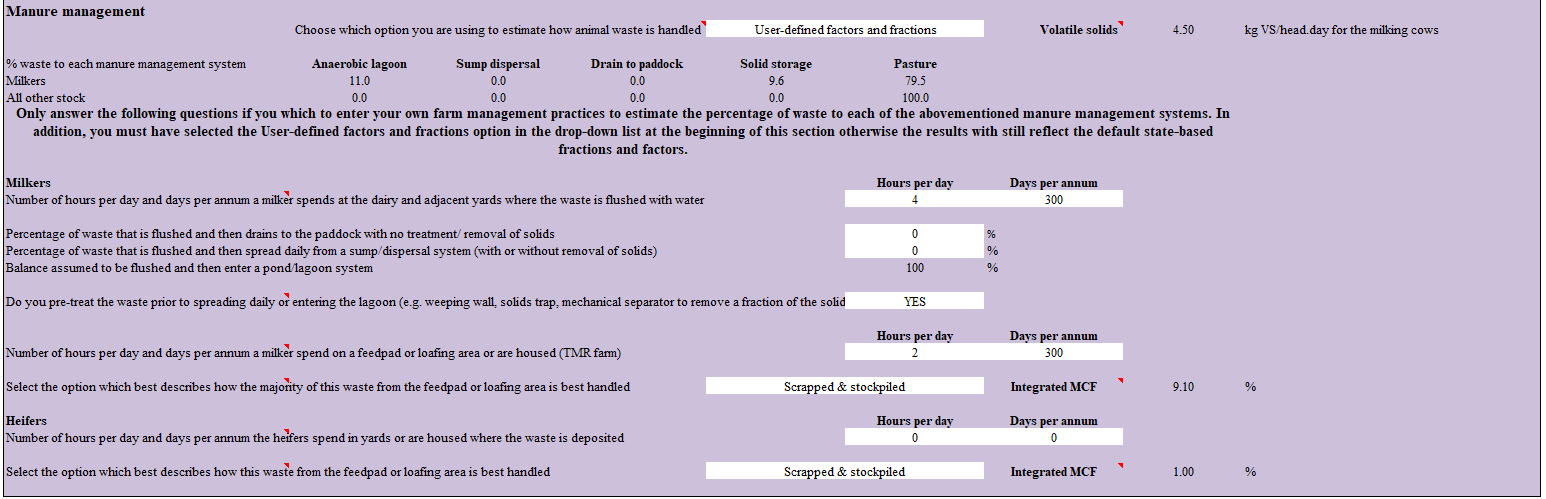 Manure management
Choose which option you are using to estimate how animal waste is handled User-defined factors and fractions Volatile solids 4.50 kg VS/head.day for the milking cows
% waste to each manure management system Anaerobic lagoon Sump dispersal Drain to paddock Solid storage Pasture
Milkers 11.0 0.0 0.0 9.6 79.5
All other stock 0.0 0.0 0.0 0.0 100.0
Only answer the following questions if you which to enter your own farm management practices to estimate the percentage of waste to each of the abovementioned manure management systems. In
addition, you must have selected the User-defined factors and fractions option in the drop-down list at the beginning of this section otherwise the results with still reflect the default state-based
fractions and factors.
Milkers Hours per day Days per annum
Number of hours per day and days per annum a milker spends at the dairy and adjacent yards where the waste is flushed with water 4 300
Percentage of waste that is flushed and then drains to the paddock with no treatment/ removal of solids 0 %
Percentage of waste that is flushed and then spread daily from a sump/dispersal system (with or without removal of solids) 0 %
Balance assumed to be flushed and then enter a pond/lagoon system 100 %
Do you pre-treat the waste prior to spreading daily or entering the lagoon (e.g. weeping wall, solids trap, mechanical separator to remove a fraction of the solid YES
Hours per day Days per annum
Number of hours per day and days per annum a milker spend on a feedpad or loafing area or are housed (TMR farm) 2 300
Select the option which best describes how the majority of this waste from the feedpad or loafing area is best handled Scrapped & stockpiled Integrated MCF 9.10 %
Heifers Hours per day Days per annum
Number of hours per day and days per annum the heifers spend in yards or are housed where the waste is deposited 0 0
Select the option which best describes how this waste from the feedpad or loafing area is best handled Scrapped & stockpiled Integrated MCF 1.00 %